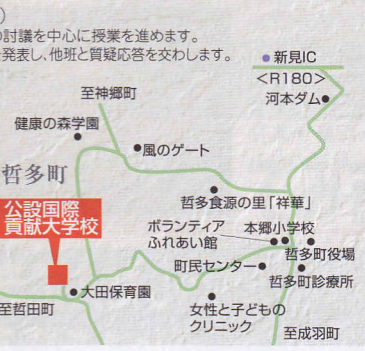 )
の討議を中心に授業を進めます。
発表し、他班と質疑応答を交わします。
新見IC
<R180>
河本ダム
至神郷町
健康の森学園
風のゲート
哲多町
哲多食源の里「祥華」
公設国際
貢献大学校
ボランティア
ふれあい館
本郷小学校
哲多町役場
町民センター
哲多町診療所
大田保育園
至哲田町
女性と子どもの
クリニック
至成羽町